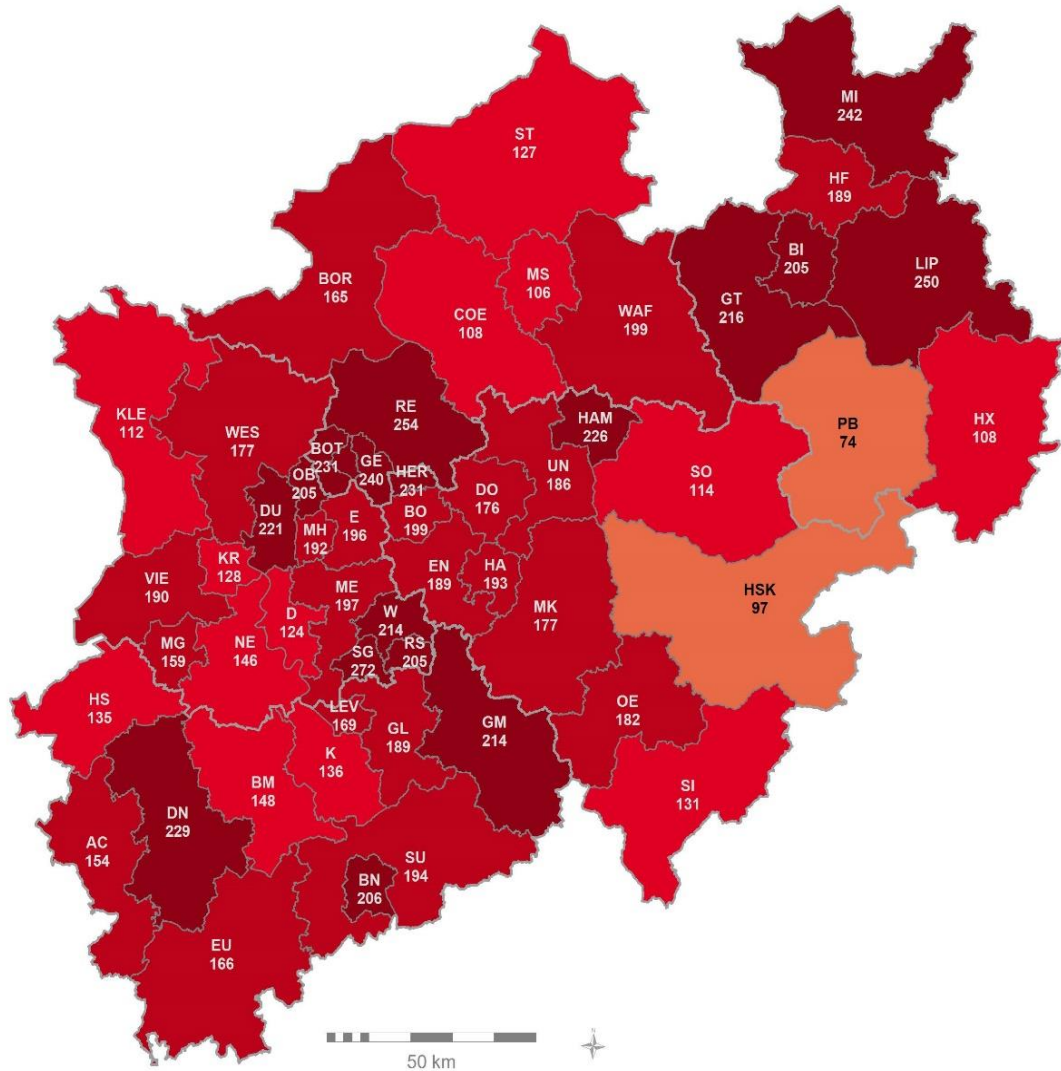 MI
242
ST
127
HF
189
BI
205
LIP
250
BOR
165
MS
106
GT
216
COE
108
WAF
199
KLE
112
RE
254
HAM
226
PB
74
HX
108
WES
177
BOT
231
GE
240
HER
231
UN
186
SO
114
OB
205
DO
176
DU
221
MH
192
E
196
BO
199
KR
128
EN
189
HA
193
VIE
190
ME
197
HSK
97
D
124
W
214
MK
177
MG
159
NE
146
SG
272
RS
205
HS
135
LEV
169
GL
189
GM
214
OE
182
K
136
BM
148
SI
131
DN
229
AC
154
SU
194
BN
206
EU
166
N
50 km